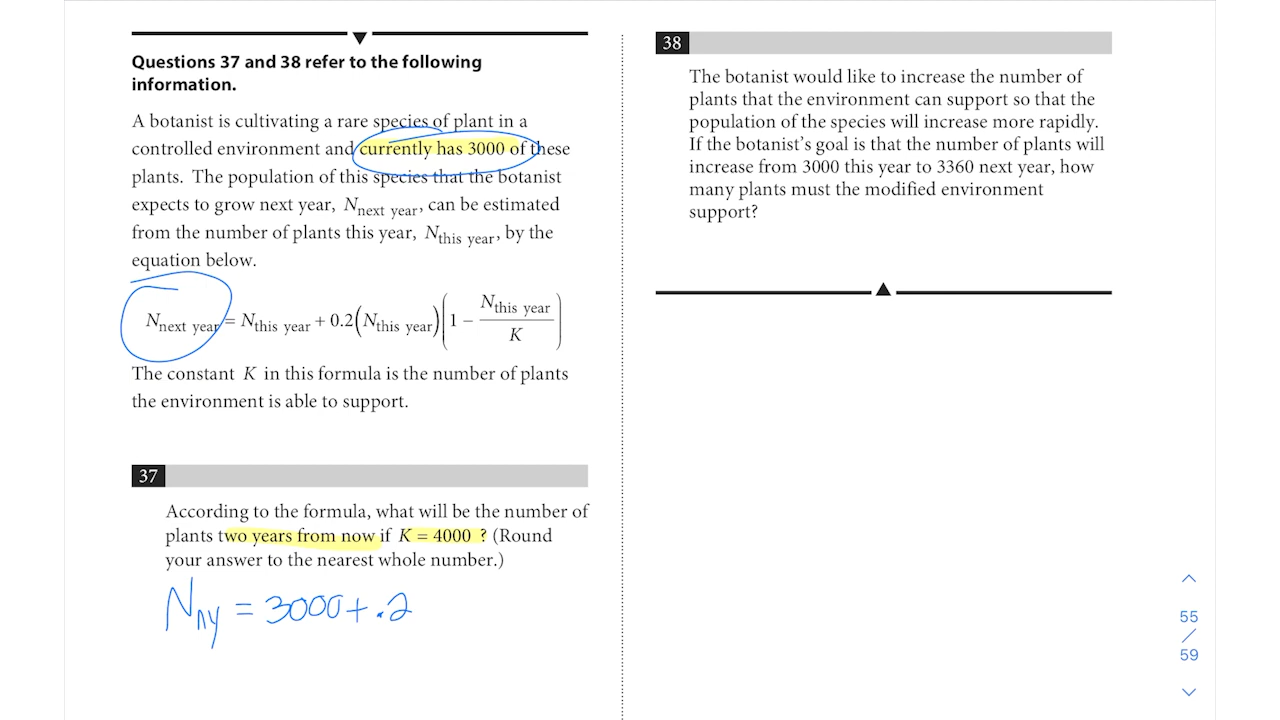 Questions 37 and 38 refer to the following
information.
A botanist is cultivating a rare species of plant in a
controlled environment and currently has 3000 of these
plants. The population of this species that the botanist
expects to grow next year, N_next year, can be estimated
from the number of plants this year, N_this year, by the
equation below.
N_next year = N_this year + 0.2(N_this year)(1 − N_this year/K)
The constant K in this formula is the number of plants
the environment is able to support.
37
According to the formula, what will be the number of
plants two years from now if K = 4000 ? (Round
your answer to the nearest whole number.)
N_ny = 3000 + .2
38
The botanist would like to increase the number of
plants that the environment can support so that the
population of the species will increase more rapidly.
If the botanist's goal is that the number of plants will
increase from 3000 this year to 3360 next year, how
many plants must the modified environment
support?
55
/
59